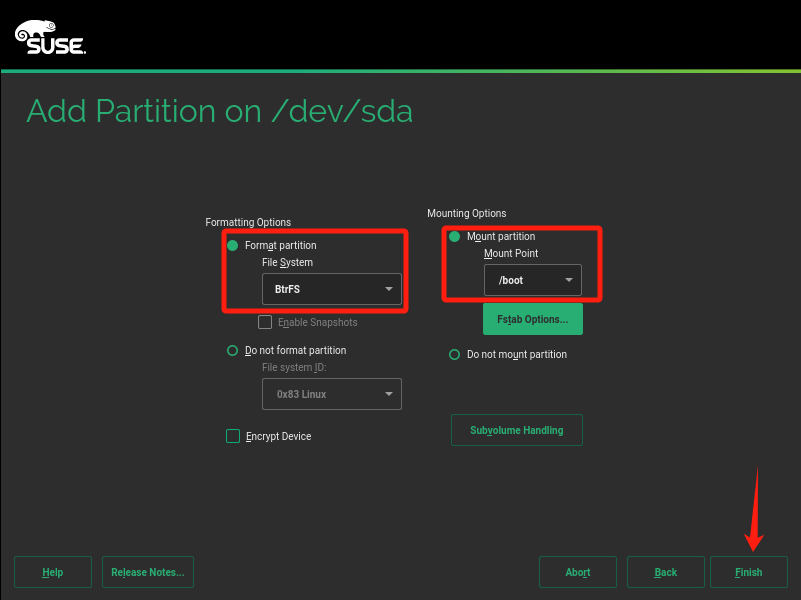 SUSE.
Add Partition on /dev/sda
Formatting Options
Format partition
File System
BtrFS
Enable Snapshots
Do not format partition
File system ID:
0x83 Linux
Encrypt Device
Mounting Options
Mount partition
Mount Point
/boot
Fstab Options...
Do not mount partition
Subvolume Handling
Help
Release Notes...
Abort
Back
Finish